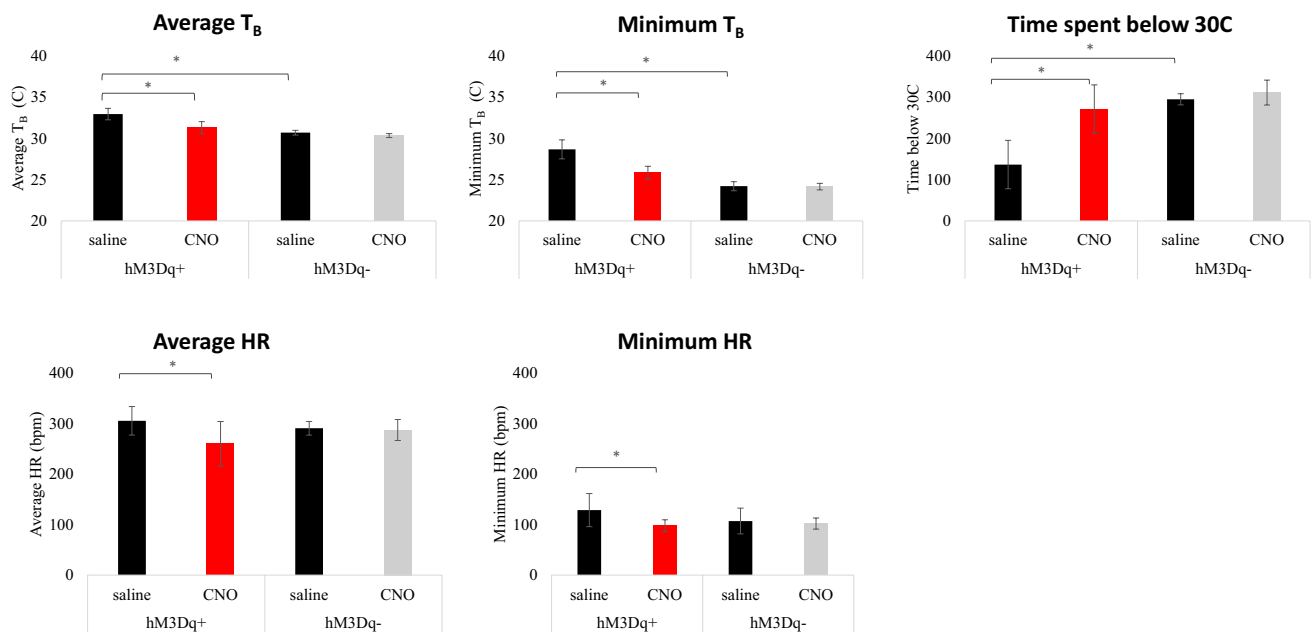 Average TB
Average TB (C)
40
35
30
25
20
*
*
saline CNO saline CNO
hM3Dq+ hM3Dq-
Minimum TB
Minimum TB (C)
40
35
30
25
20
*
*
saline CNO saline CNO
hM3Dq+ hM3Dq-
Time spent below 30C
Time below 30C
400
300
200
100
0
*
*
saline CNO saline CNO
hM3Dq+ hM3Dq-
Average HR
Average HR (bpm)
400
300
200
100
0
*
saline CNO saline CNO
hM3Dq+ hM3Dq-
Minimum HR
Minimum HR (bpm)
400
300
200
100
0
*
saline CNO saline CNO
hM3Dq+ hM3Dq-